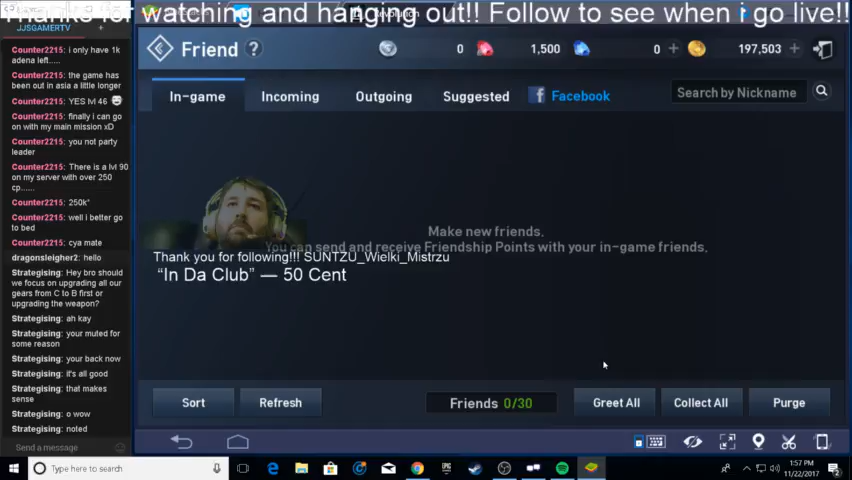 Thanks for watching and hanging out!! Follow to see when i go live!!
JJSGAMERTV
Counter2215: i only have 1k
adena left.....
Counter2215: the game has
been out in asia a little longer
Counter2215: YES lvl 46
Counter2215: finally i can go
on with my main mission xD
Counter2215: you not party
leader
Counter2215: There is a lvl 90
on my server with over 250
cp......
Counter2215: 250k*
Counter2215: well i better go
to bed
Counter2215: cya mate
dragonsleigher2: hello
Strategising: Hey bro should
we focus on upgrading all our
gears from C to B first or
upgrading the weapon?
Strategising: ah kay
Strategising: your muted for
some reason
Strategising: your back now
Strategising: it's all good
Strategising: that makes
sense
Strategising: o wow
Strategising: noted
Send a message
Friend ?
0
1,500
0 +
197,503 +
In-game
Incoming
Outgoing
Suggested
Facebook
Search by Nickname
Make new friends.
You can send and receive Friendship Points with your in-game friends.
Thank you for following!!! SUNTZU_Wielki_Mistrzu
“In Da Club” — 50 Cent
Sort
Refresh
Friends 0/30
Greet All
Collect All
Purge
Type here to search
EPIC
1:57 PM
11/22/2017